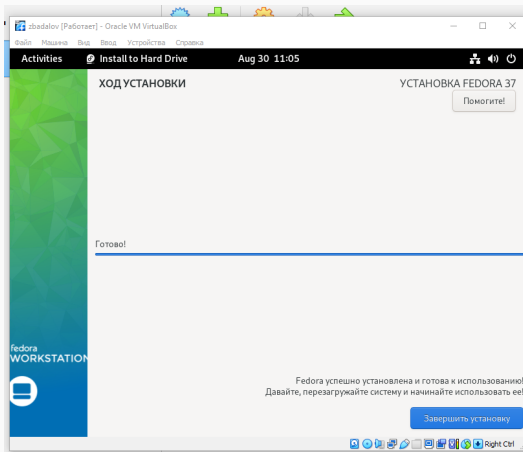 zbadalov [Работает] - Oracle VM VirtualBox
Файл Машина Вид Ввод Устройства Справка
Activities Install to Hard Drive Aug 30 11:05
ХОД УСТАНОВКИ
УСТАНОВКА FEDORA 37
Помогите!
Готово!
fedora
WORKSTATION
Fedora успешно установлена и готова к использованию!
Давайте, перезагружайте систему и начинайте использовать ее!
Завершить установку
Right Ctrl